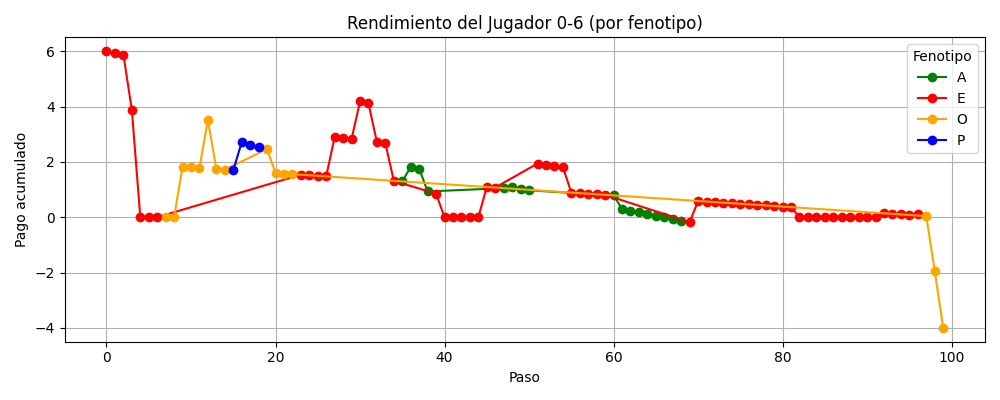 Rendimiento del Jugador 0-6 (por fenotipo)
Pago acumulado
6
4
2
0
−2
−4
0 20 40 60 80 100
Paso
Fenotipo
A
E
O
P